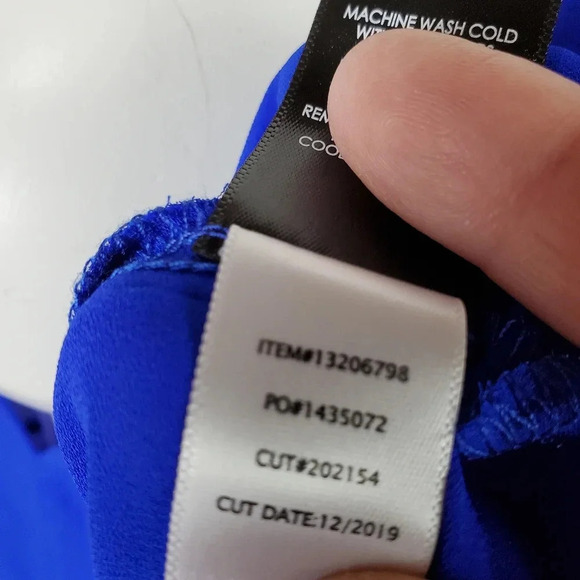 MACHINE WASH COLD
ITEM#13206798
PO#1435072
CUT#202154
CUT DATE:12/2019